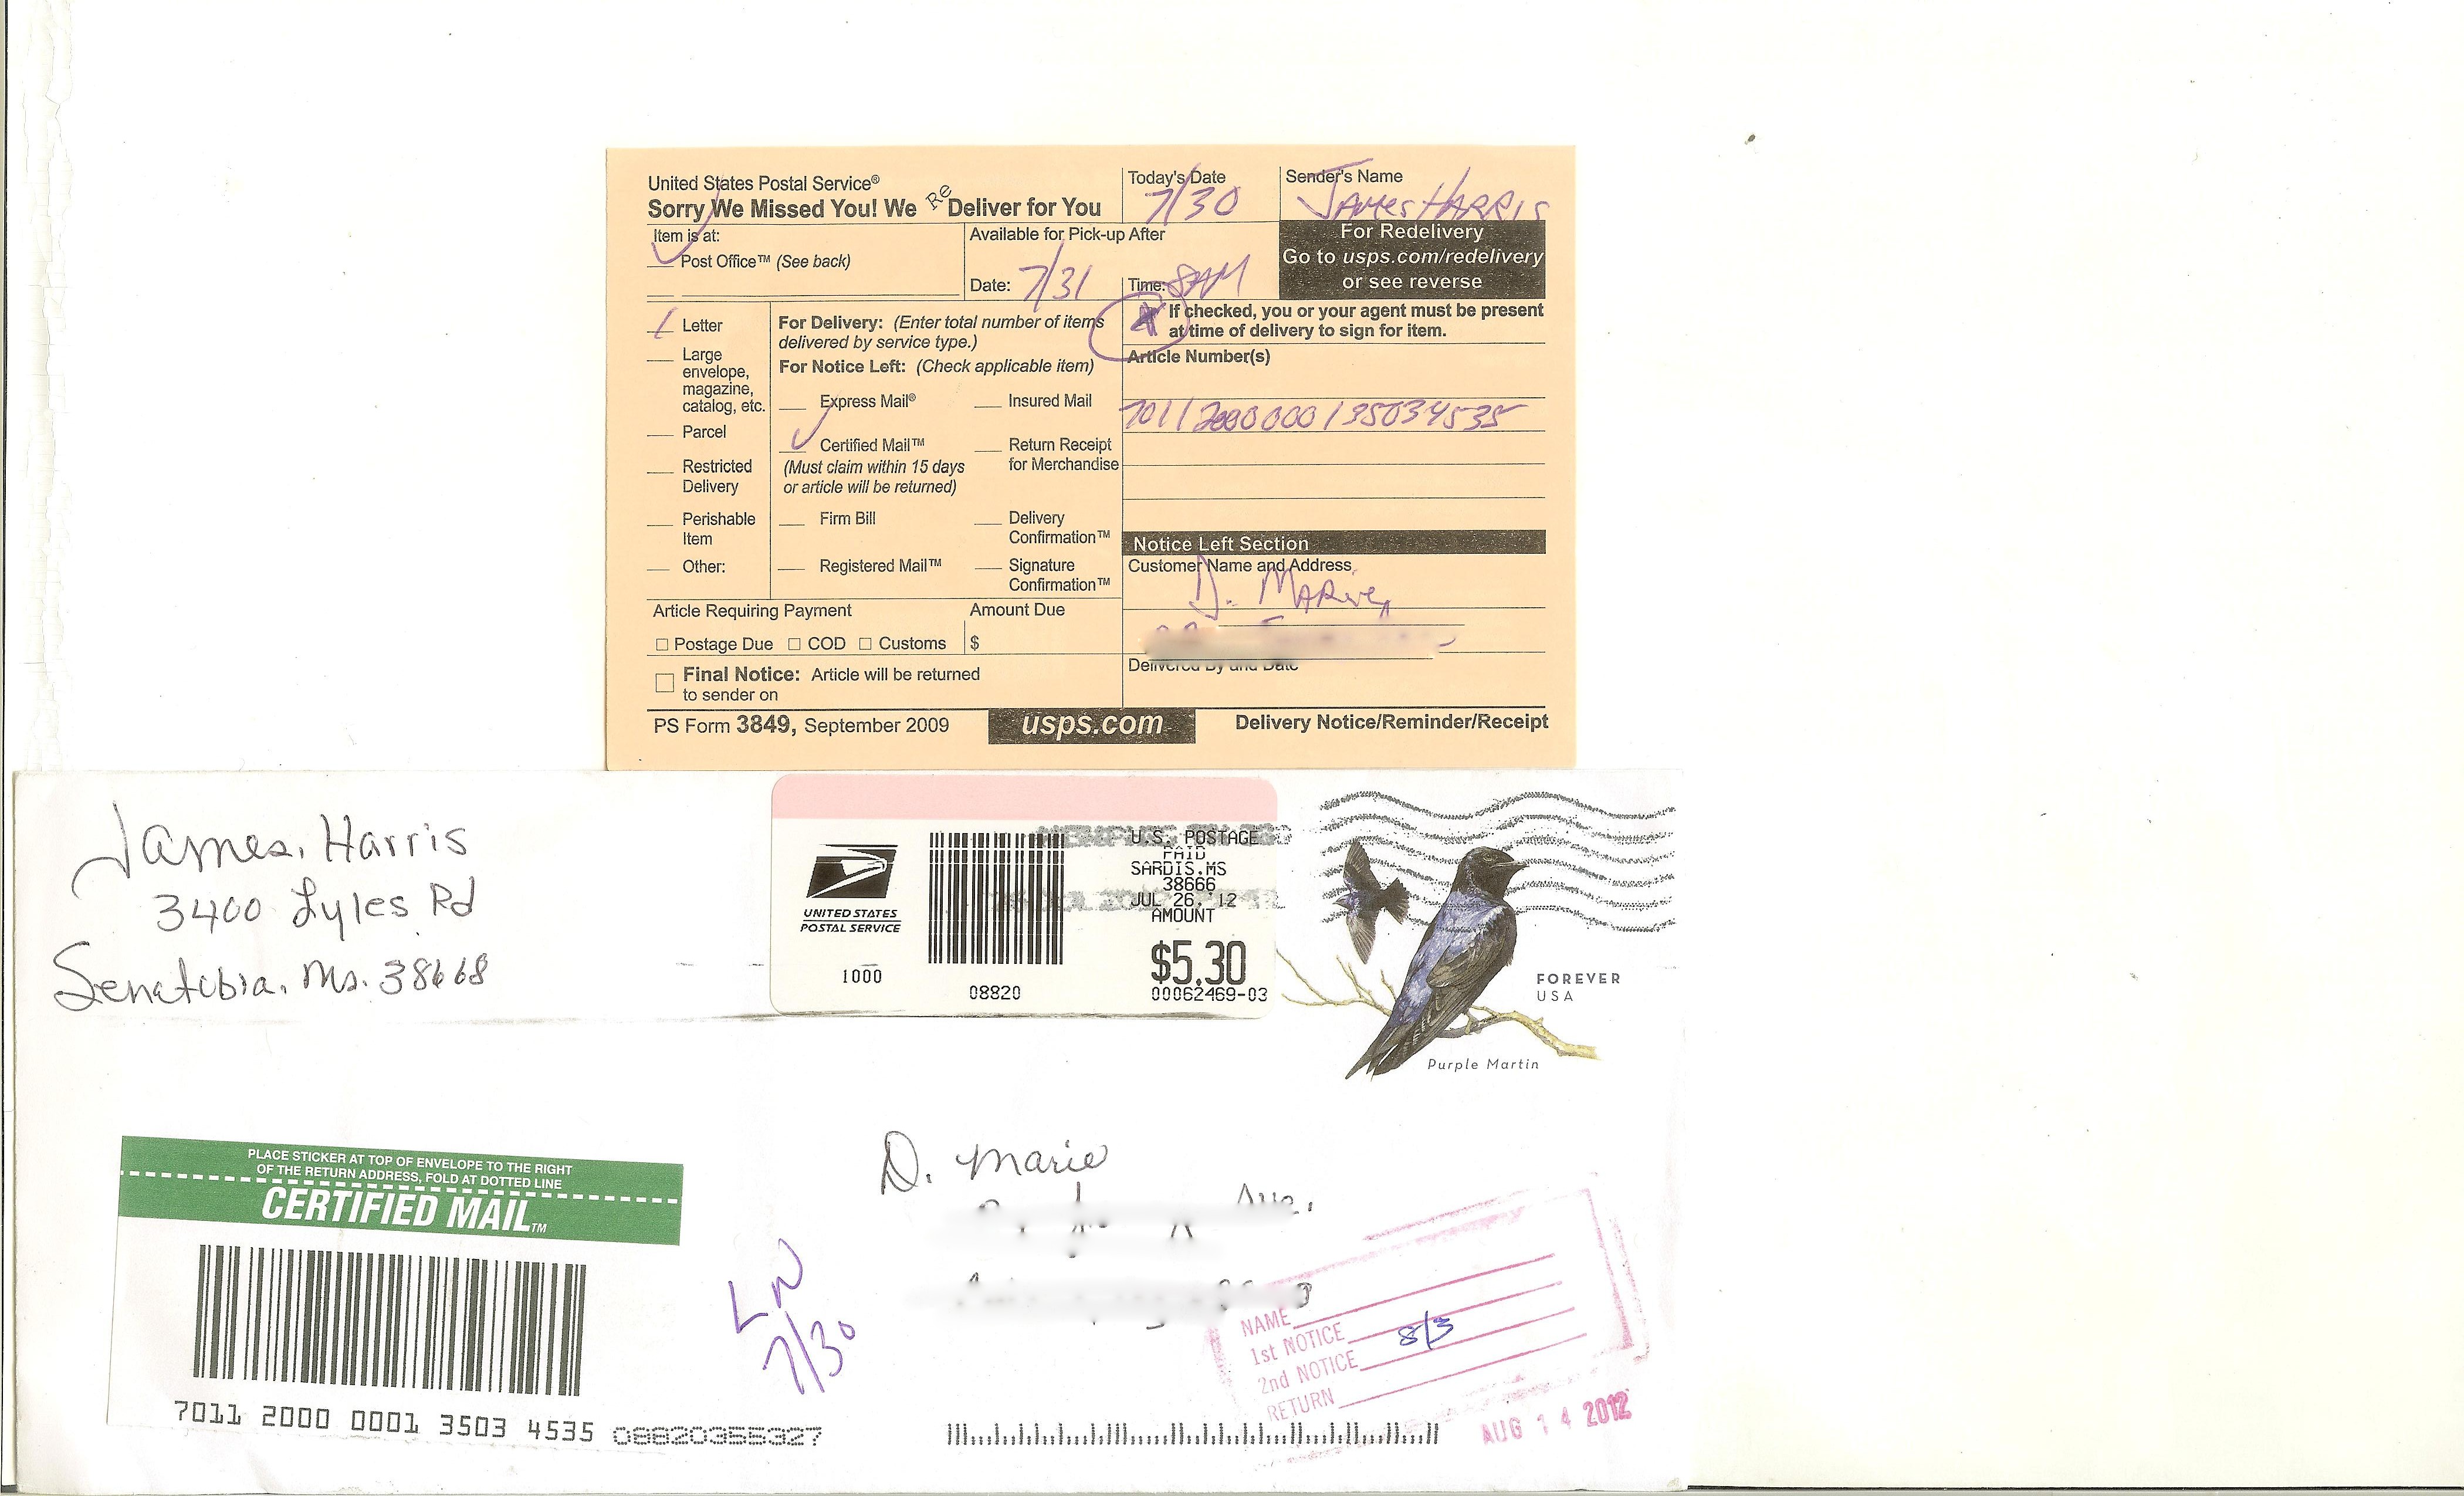 United States Postal Service®
Sorry We Missed You! We ReDeliver for You
Today's Date
7/30
Sender's Name
James Harris
Item is at:
Post Office™ (See back)
Available for Pick-up After
Date: 7/31
Time: 8AM
For Redelivery
Go to usps.com/redelivery
or see reverse
Letter
Large
envelope,
magazine,
catalog, etc.
Parcel
Restricted
Delivery
Perishable
Item
Other:
For Delivery: (Enter total number of items
delivered by service type.)
For Notice Left: (Check applicable item)
Express Mail®
Insured Mail
Certified Mail™
(Must claim within 15 days
or article will be returned)
Return Receipt
for Merchandise
Firm Bill
Delivery
Confirmation™
Registered Mail™
Signature
Confirmation™
If checked, you or your agent must be present
at time of delivery to sign for item.
Article Number(s)
70112000000135034535
Notice Left Section
Customer Name and Address
D. Marie
Delivered By and Date
Article Requiring Payment
Postage Due
COD
Customs
Amount Due
$
Final Notice: Article will be returned
to sender on
PS Form 3849, September 2009
usps.com
Delivery Notice/Reminder/Receipt
James. Harris
3400 Lyles Rd
Senatobia. Ms. 38668
UNITED STATES
POSTAL SERVICE
1000
08820
U.S. POSTAGE
PAID
SARDIS.MS
38666
JUL 26, 12
AMOUNT
$5.30
00062469-03
FOREVER
USA
Purple Martin
PLACE STICKER AT TOP OF ENVELOPE TO THE RIGHT
OF THE RETURN ADDRESS, FOLD AT DOTTED LINE
CERTIFIED MAIL™
7011 2000 0001 3503 4535
08820355327
LN
7/30
D. Marie
Ave.
NAME
1st NOTICE
8/3
2nd NOTICE
RETURN
AUG 14 2012